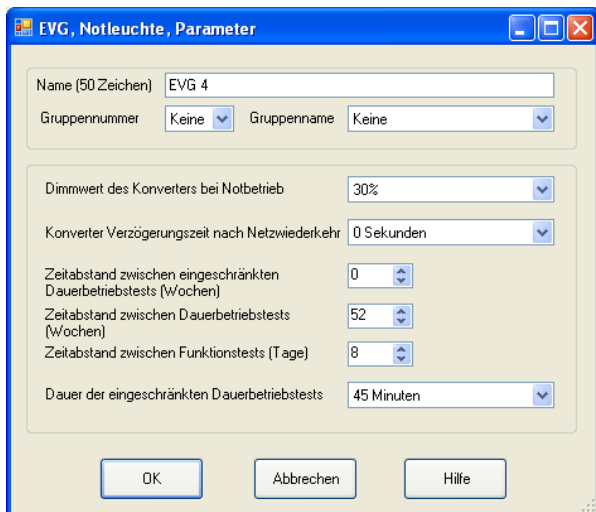 EVG, Notleuchte, Parameter
Name (50 Zeichen) EVG 4
Gruppennummer Keine Gruppenname Keine
Dimmwert des Konverters bei Notbetrieb 30%
Konverter Verzögerungszeit nach Netzwiederkehr 0 Sekunden
Zeitabstand zwischen eingeschränkten 0
Dauerbetriebstests (Wochen)
Zeitabstand zwischen Dauerbetriebstests 52
(Wochen)
Zeitabstand zwischen Funktionstests (Tage) 8
Dauer der eingeschränkten Dauerbetriebstests 45 Minuten
OK Abbrechen Hilfe